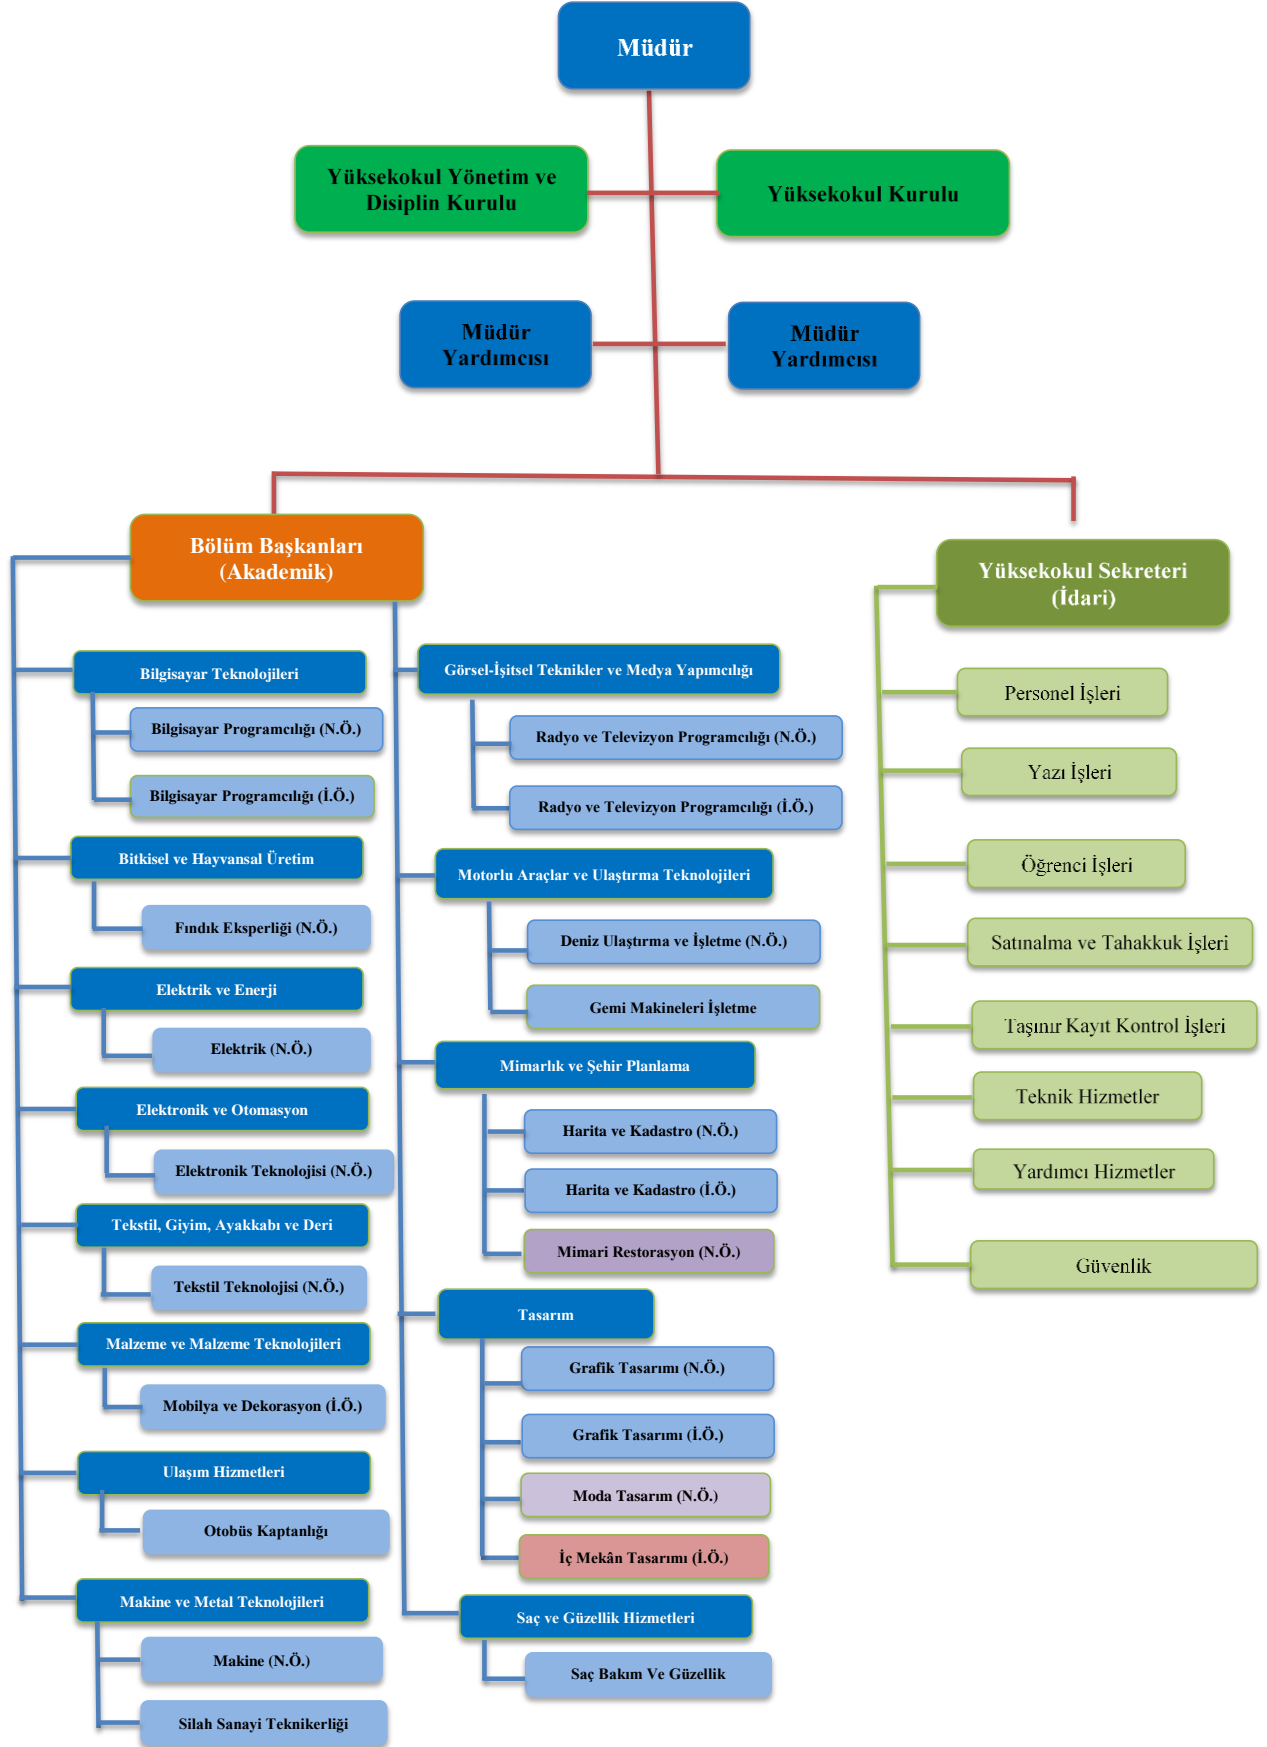 Müdür
Yüksekokul Yönetim ve
Disiplin Kurulu
Yüksekokul Kurulu
Müdür
Yardımcısı
Müdür
Yardımcısı
Bölüm Başkanları
(Akademik)
Bilgisayar Teknolojileri
Bilgisayar Programcılığı (N.Ö.)
Bilgisayar Programcılığı (İ.Ö.)
Bitkisel ve Hayvansal Üretim
Fındık Eksperliği (N.Ö.)
Elektrik ve Enerji
Elektrik (N.Ö.)
Elektronik ve Otomasyon
Elektronik Teknolojisi (N.Ö.)
Tekstil, Giyim, Ayakkabı ve Deri
Tekstil Teknolojisi (N.Ö.)
Malzeme ve Malzeme Teknolojileri
Mobilya ve Dekorasyon (İ.Ö.)
Ulaşım Hizmetleri
Otobüs Kaptanlığı
Makine ve Metal Teknolojileri
Makine (N.Ö.)
Silah Sanayi Teknikerliği
Görsel-İşitsel Teknikler ve Medya Yapımcılığı
Radyo ve Televizyon Programcılığı (N.Ö.)
Radyo ve Televizyon Programcılığı (İ.Ö.)
Motorlu Araçlar ve Ulaştırma Teknolojileri
Deniz Ulaştırma ve İşletme (N.Ö.)
Gemi Makineleri İşletme
Mimarlık ve Şehir Planlama
Harita ve Kadastro (N.Ö.)
Harita ve Kadastro (İ.Ö.)
Mimari Restorasyon (N.Ö.)
Tasarım
Grafik Tasarımı (N.Ö.)
Grafik Tasarımı (İ.Ö.)
Moda Tasarım (N.Ö.)
İç Mekân Tasarımı (İ.Ö.)
Saç ve Güzellik Hizmetleri
Saç Bakım Ve Güzellik
Yüksekokul Sekreteri
(İdari)
Personel İşleri
Yazı İşleri
Öğrenci İşleri
Satınalma ve Tahakkuk İşleri
Taşınır Kayıt Kontrol İşleri
Teknik Hizmetler
Yardımcı Hizmetler
Güvenlik